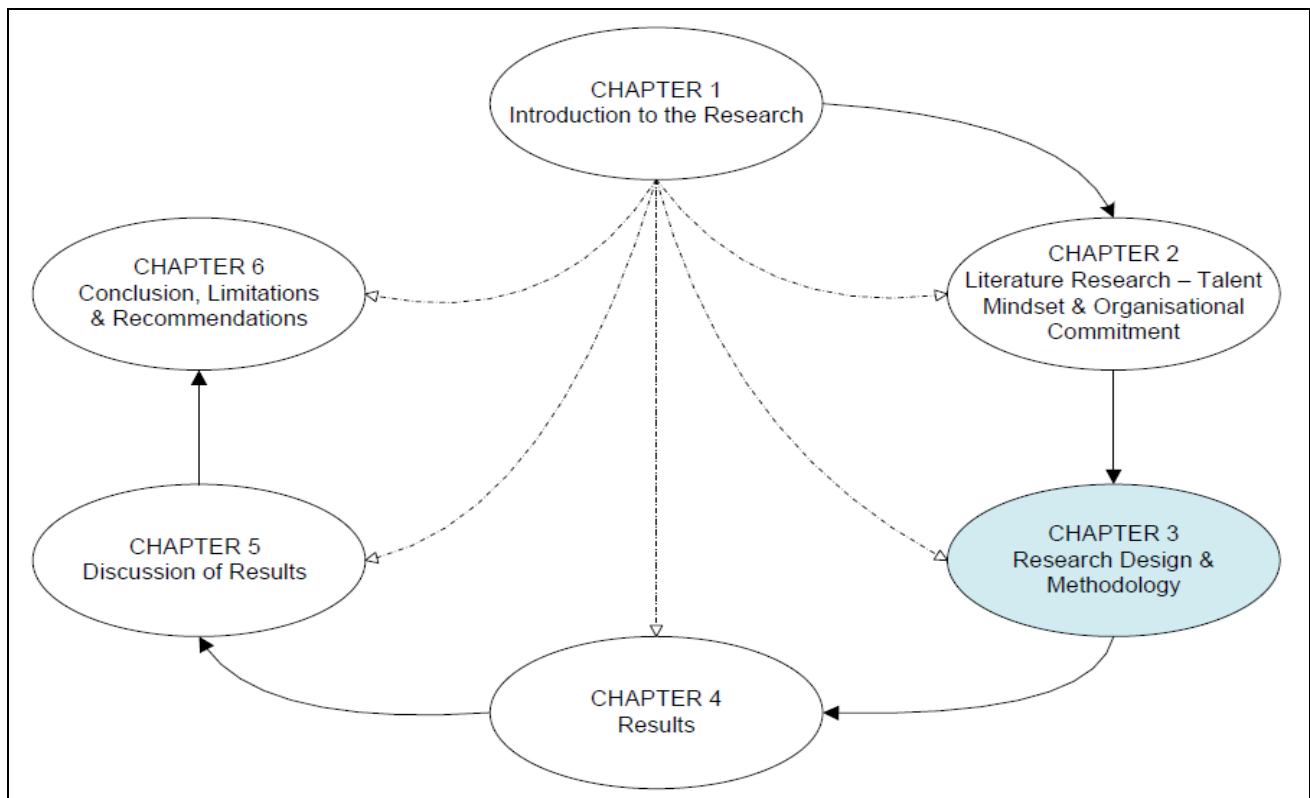 CHAPTER 1
Introduction to the Research
CHAPTER 2
Literature Research – Talent
Mindset & Organisational
Commitment
CHAPTER 3
Research Design &
Methodology
CHAPTER 4
Results
CHAPTER 5
Discussion of Results
CHAPTER 6
Conclusion, Limitations
& Recommendations